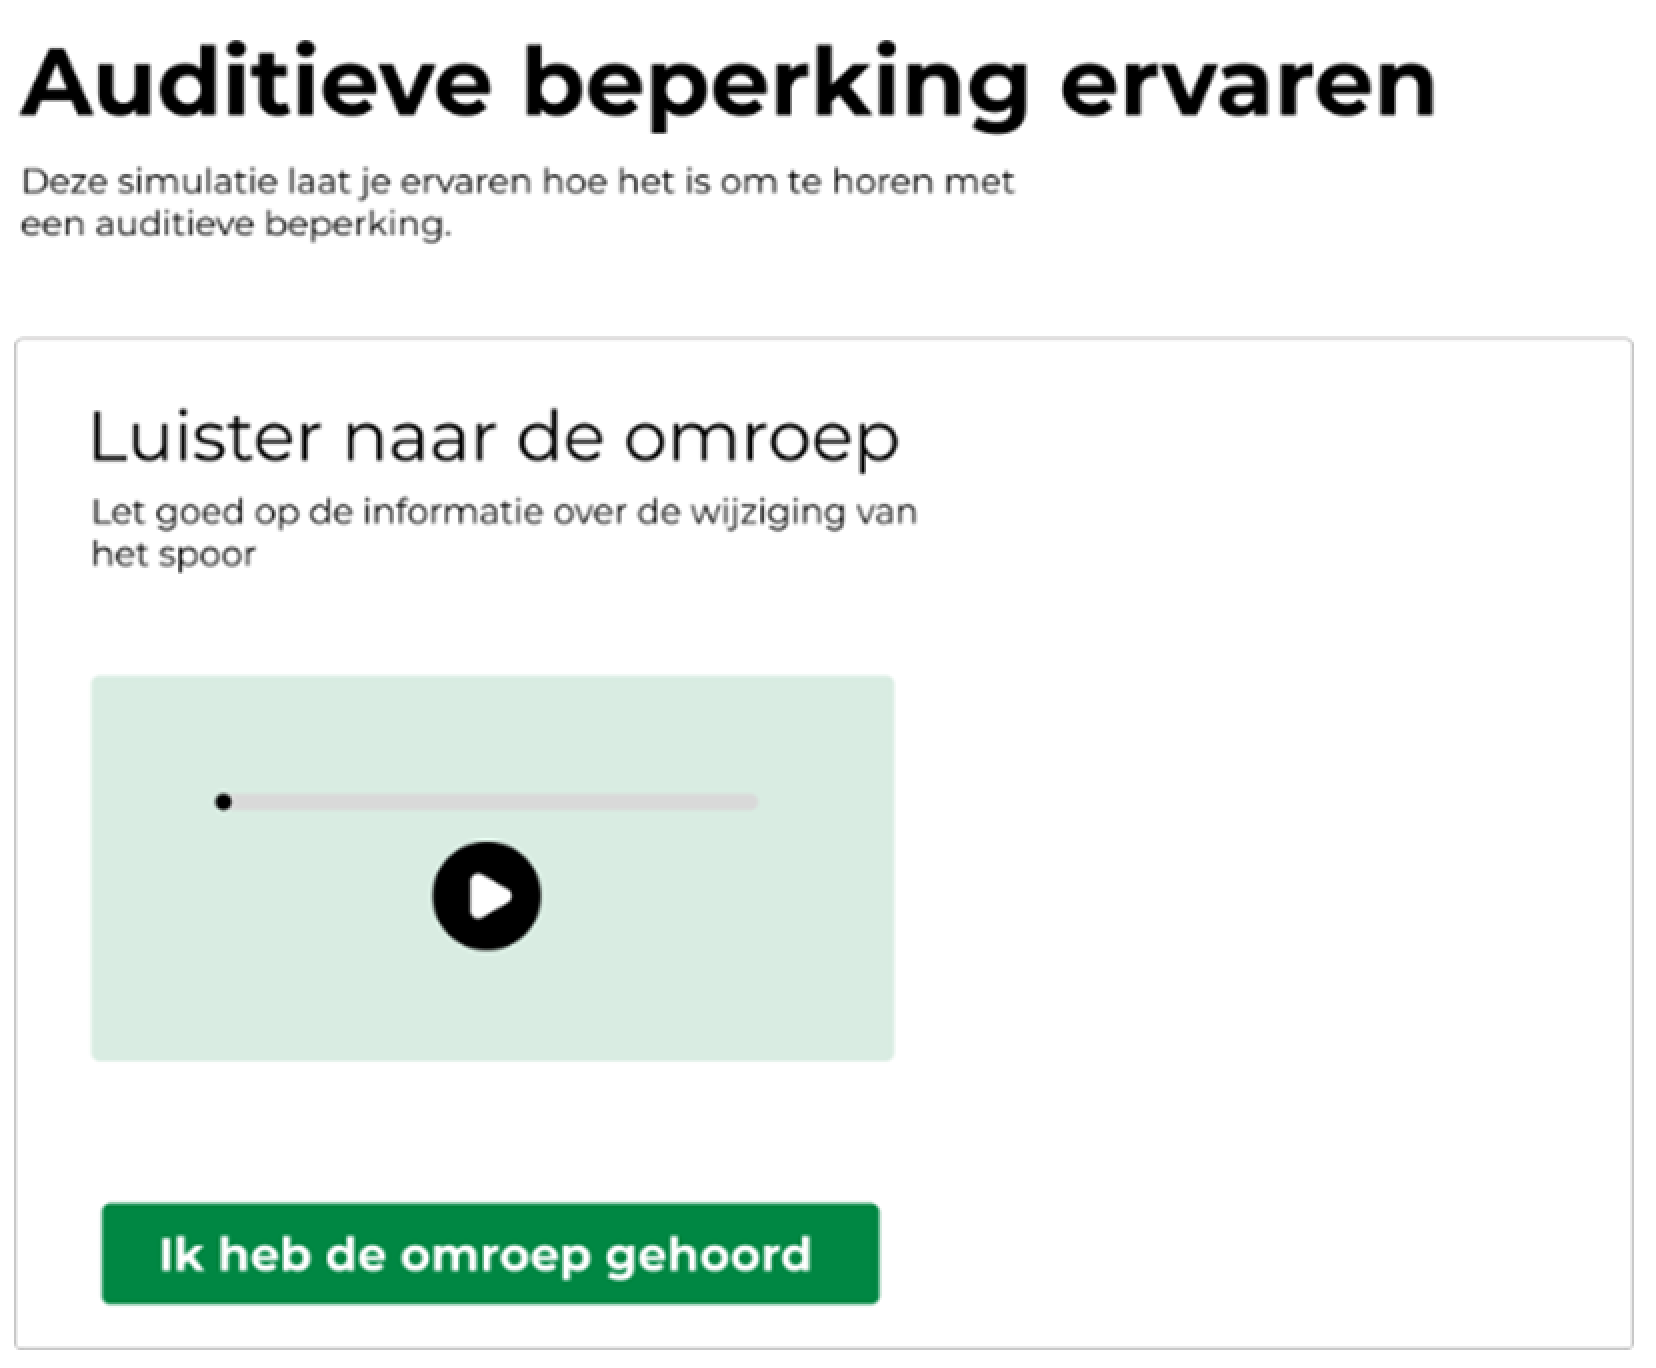 Auditieve beperking ervaren
Deze simulatie laat je ervaren hoe het is om te horen met
een auditieve beperking.
Luister naar de omroep
Let goed op de informatie over de wijziging van
het spoor
Ik heb de omroep gehoord